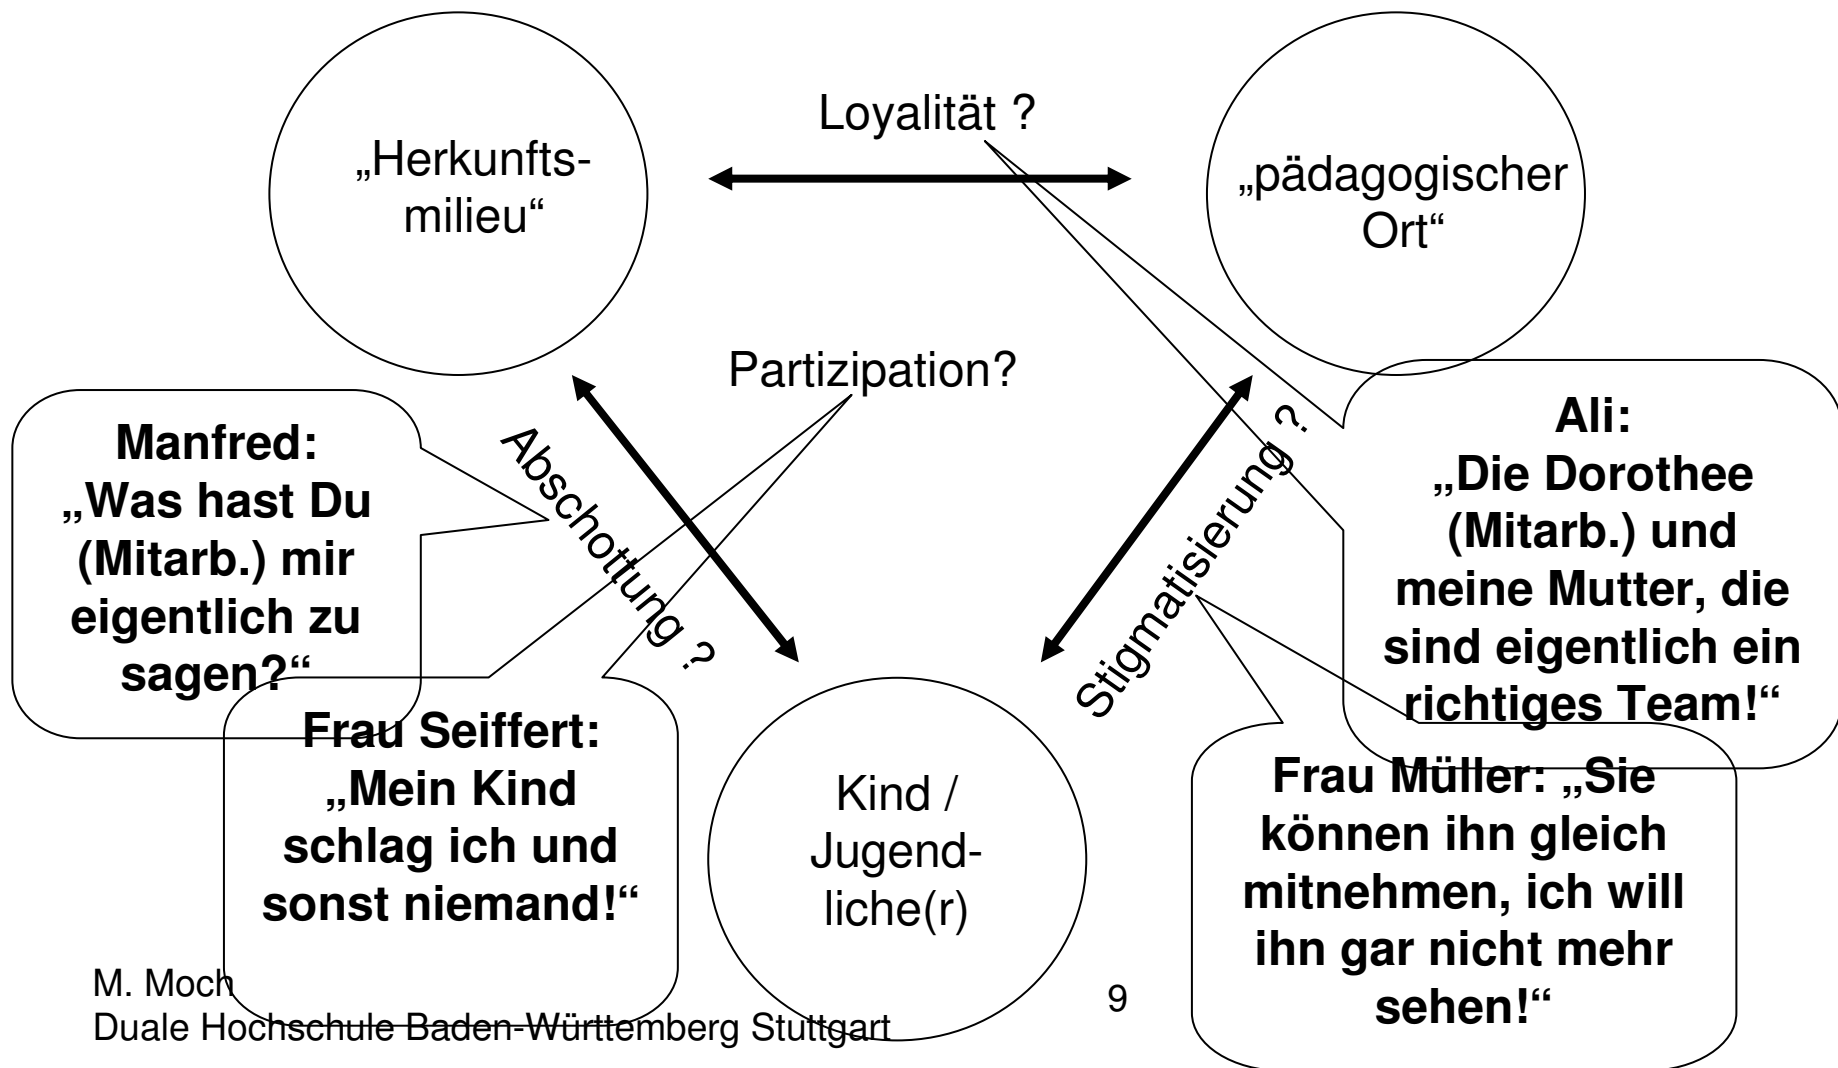 „Herkunfts-
milieu“
Loyalität ?
„pädagogischer
Ort“
Partizipation?
Abschottung ?
Stigmatisierung ?
Manfred:
„Was hast Du
(Mitarb.) mir
eigentlich zu
sagen?“
Ali:
„Die Dorothee
(Mitarb.) und
meine Mutter, die
sind eigentlich ein
richtiges Team!“
Frau Seiffert:
„Mein Kind
schlag ich und
sonst niemand!“
Kind /
Jugend-
liche(r)
Frau Müller: „Sie
können ihn gleich
mitnehmen, ich will
ihn gar nicht mehr
sehen!“
M. Moch
Duale Hochschule Baden-Württemberg Stuttgart
9